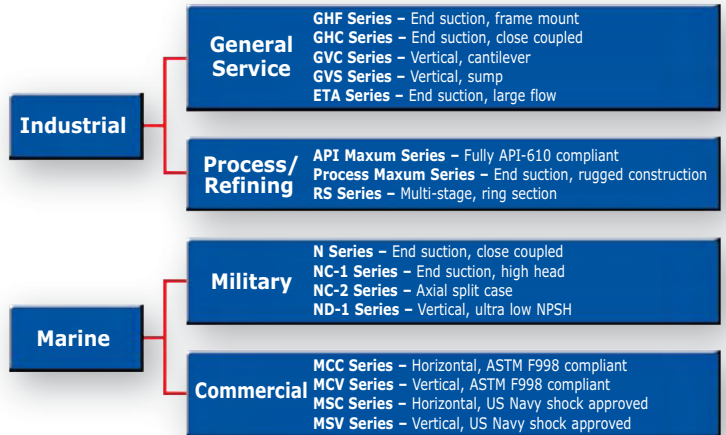 Industrial
General
Service
GHF Series – End suction, frame mount
GHC Series – End suction, close coupled
GVC Series – Vertical, cantilever
GVS Series – Vertical, sump
ETA Series – End suction, large flow
Process/
Refining
API Maxum Series – Fully API-610 compliant
Process Maxum Series – End suction, rugged construction
RS Series – Multi-stage, ring section
Marine
Military
N Series – End suction, close coupled
NC-1 Series – End suction, high head
NC-2 Series – Axial split case
ND-1 Series – Vertical, ultra low NPSH
Commercial
MCC Series – Horizontal, ASTM F998 compliant
MCV Series – Vertical, ASTM F998 compliant
MSC Series – Horizontal, US Navy shock approved
MSV Series – Vertical, US Navy shock approved